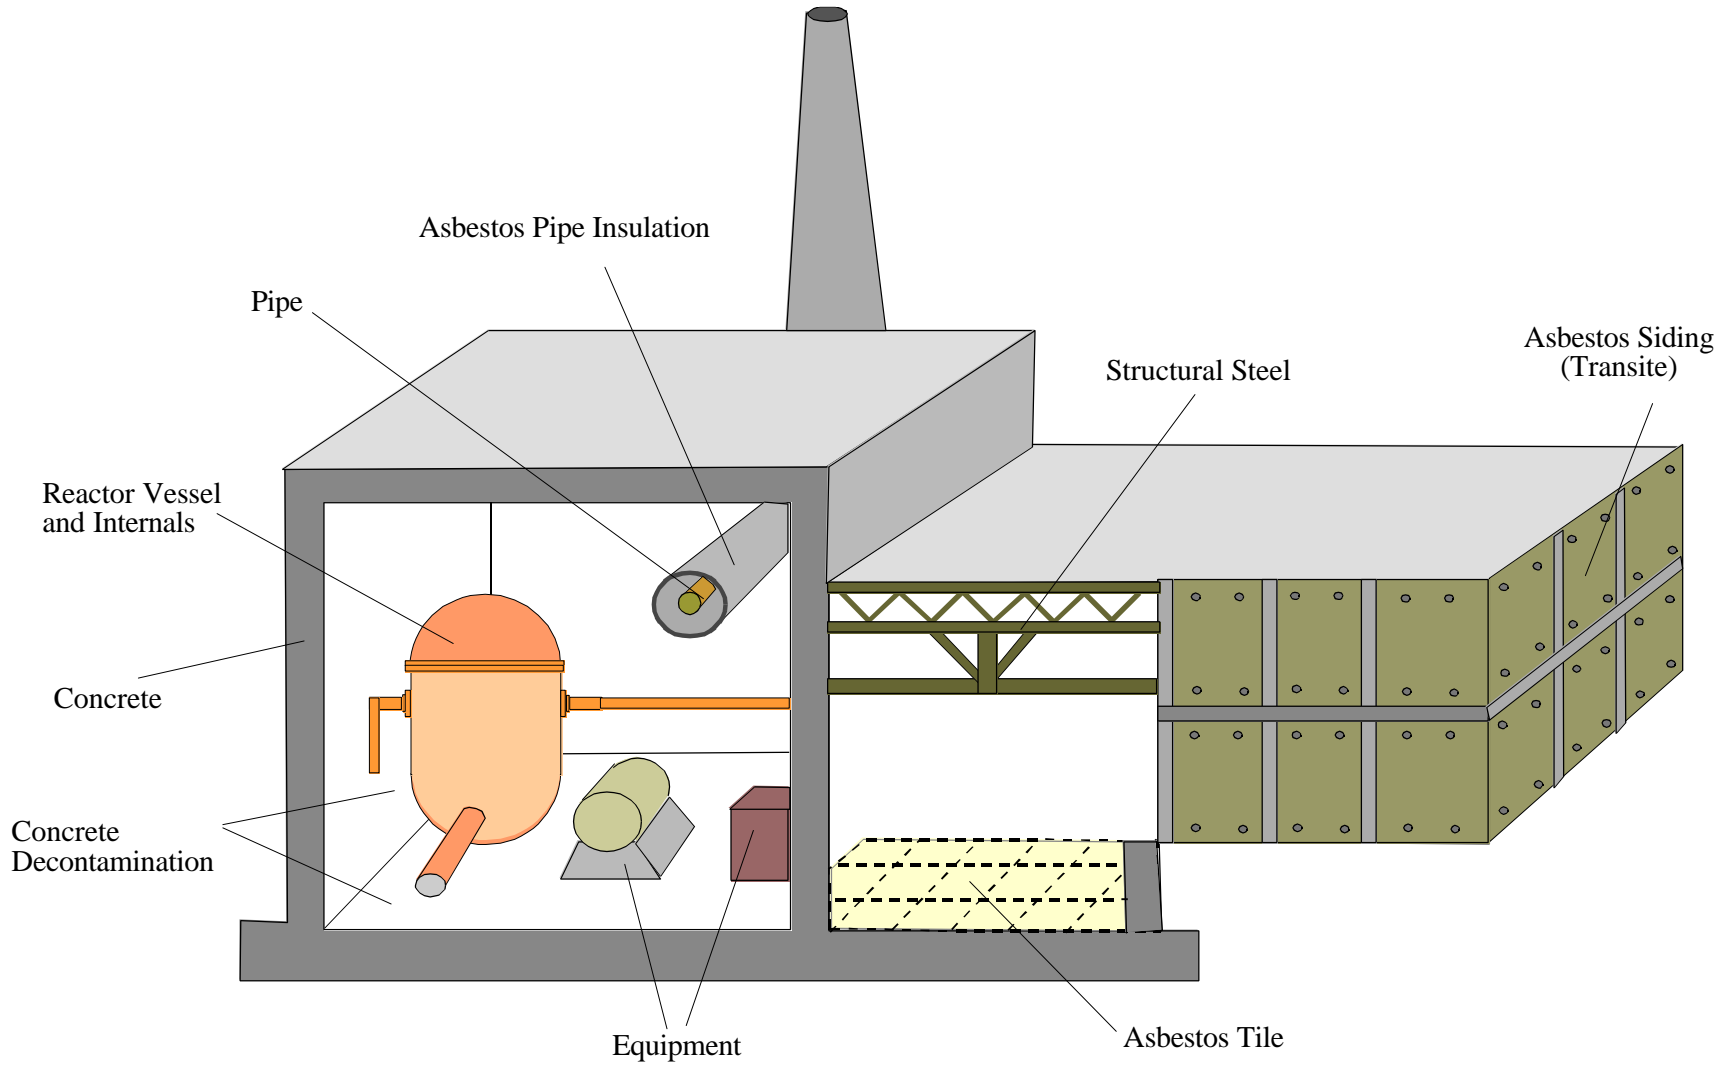 Asbestos Pipe Insulation
Pipe
Asbestos Siding
(Transite)
Structural Steel
Reactor Vessel
and Internals
Concrete
Concrete
Decontamination
Equipment
Asbestos Tile